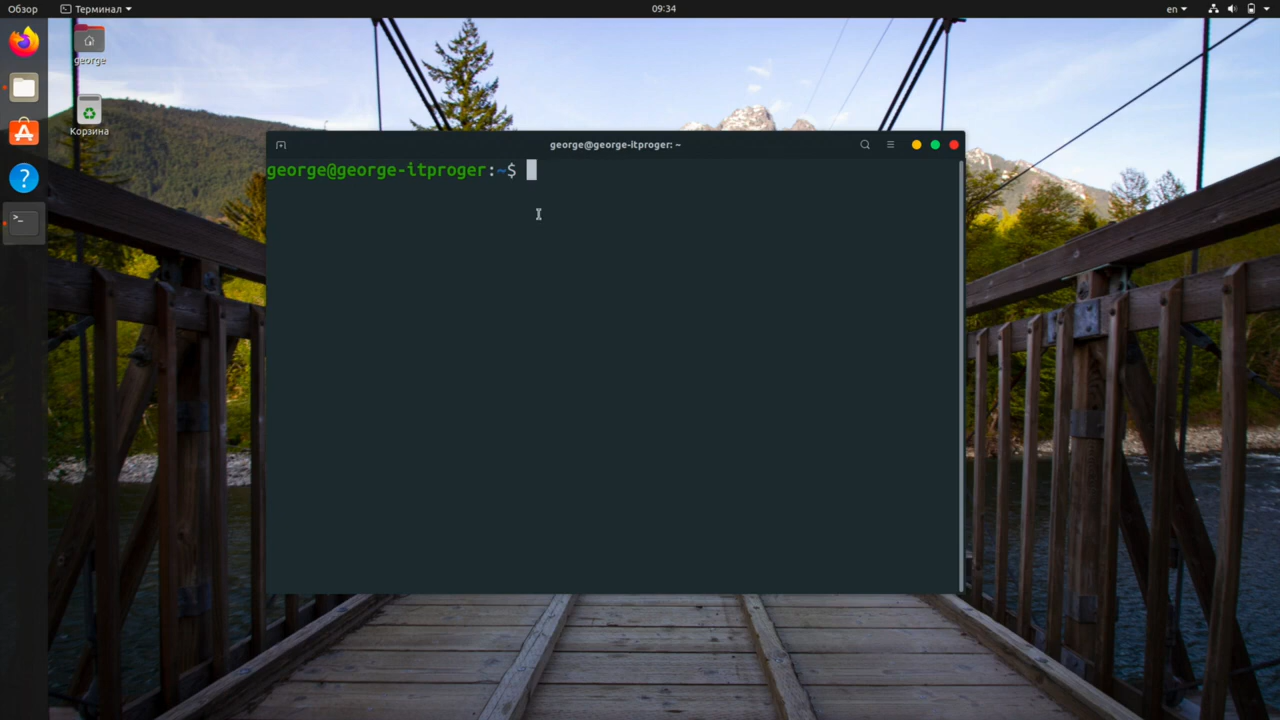 Обзор
Терминал
09:34
en
george
Корзина
george@george-itproger: ~
george@george-itproger:~$